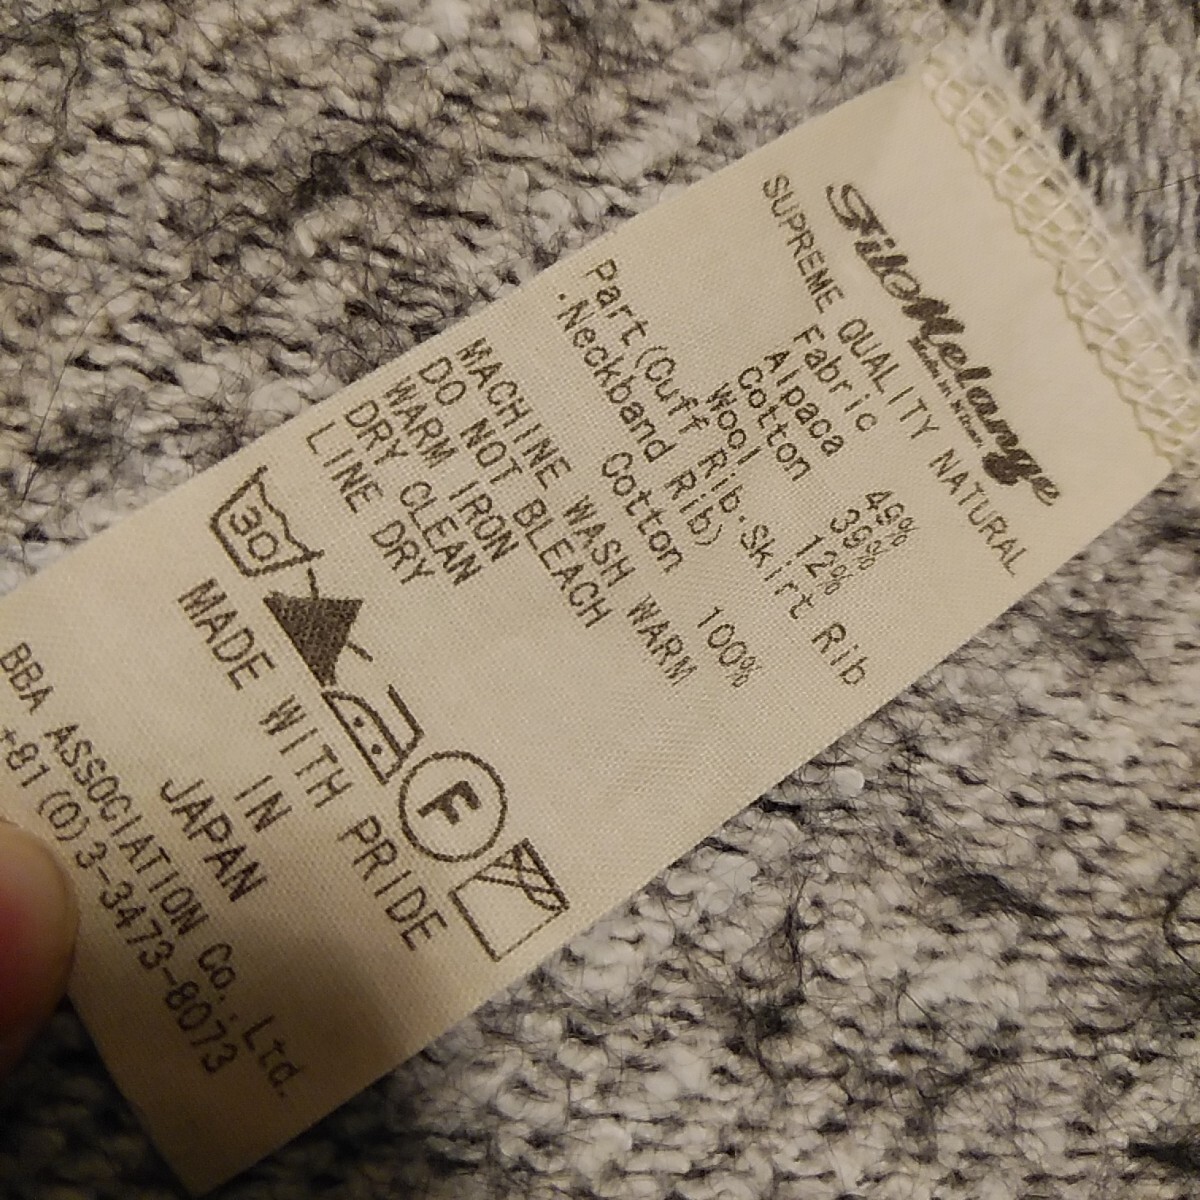 FilMelange
SUPREME QUALITY NATURAL
Fabric
Alpaca 49%
Cotton 39%
Wool 12%
Part(Cuff Rib.Skirt Rib
.Neckband Rib)
Cotton 100%
MACHINE WASH WARM
DO NOT BLEACH
WARM IRON
DRY CLEAN
LINE DRY
30
F
MADE WITH PRIDE
IN
JAPAN
BBA ASSOCIATION Co. Ltd.
+81(0)3-3473-8073